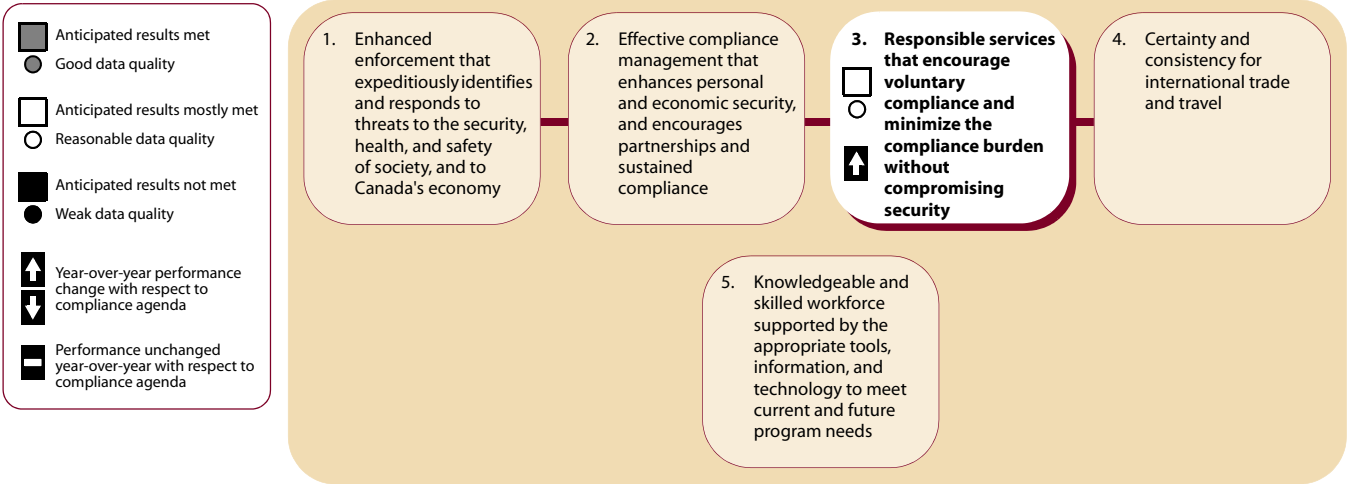 Anticipated results met
Good data quality
Anticipated results mostly met
Reasonable data quality
Anticipated results not met
Weak data quality
Year-over-year performance
change with respect to
compliance agenda
Performance unchanged
year-over-year with respect to
compliance agenda
1. Enhanced
enforcement that
expeditiously identifies
and responds to
threats to the security,
health, and safety
of society, and to
Canada's economy
2. Effective compliance
management that
enhances personal
and economic security,
and encourages
partnerships and
sustained
compliance
3. Responsible services
that encourage
voluntary
compliance and
minimize the
compliance burden
without
compromising
security
4. Certainty and
consistency for
international trade
and travel
5. Knowledgeable and
skilled workforce
supported by the
appropriate tools,
information, and
technology to meet
current and future
program needs